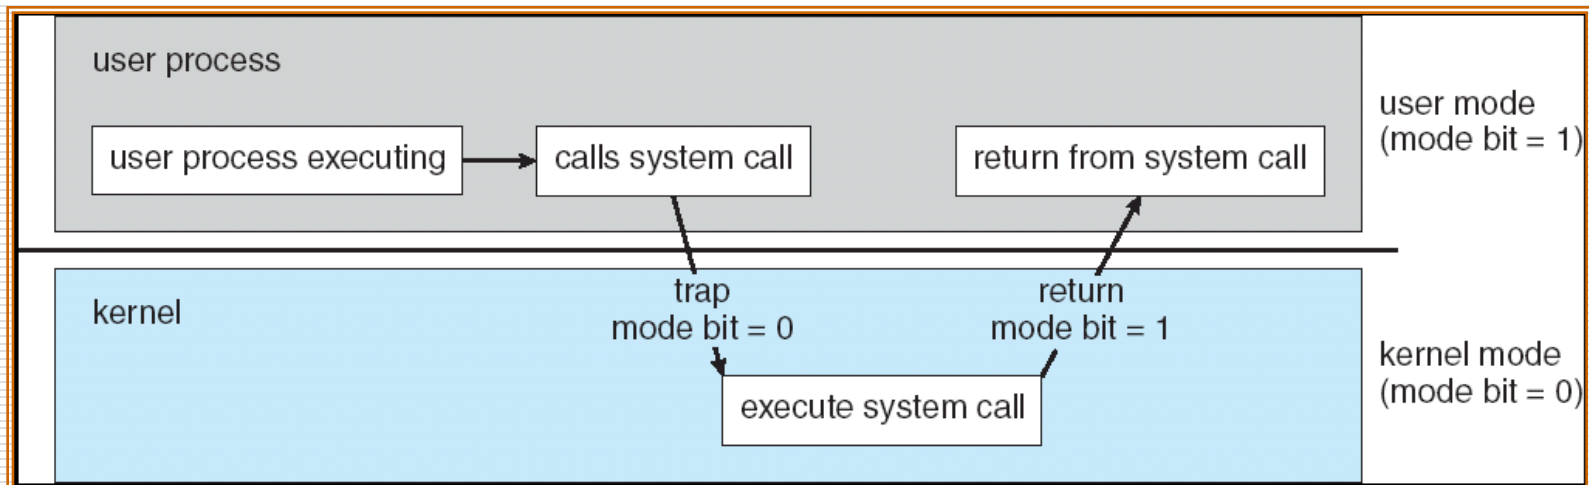 user process
user process executing
calls system call
return from system call
user mode
(mode bit = 1)
kernel
trap
mode bit = 0
return
mode bit = 1
execute system call
kernel mode
(mode bit = 0)